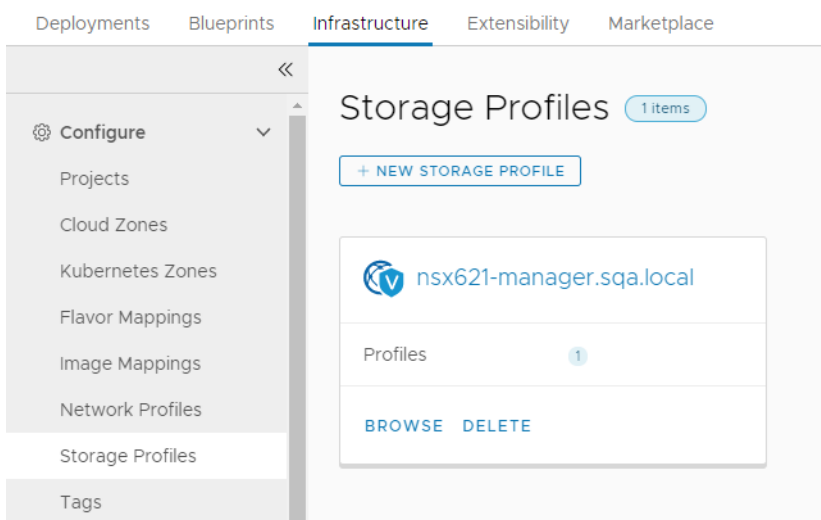 Deployments Blueprints Infrastructure Extensibility Marketplace
Configure
Projects
Cloud Zones
Kubernetes Zones
Flavor Mappings
Image Mappings
Network Profiles
Storage Profiles
Tags
Storage Profiles 1 items
+ NEW STORAGE PROFILE
nsx621-manager.sqa.local
Profiles 1
BROWSE DELETE